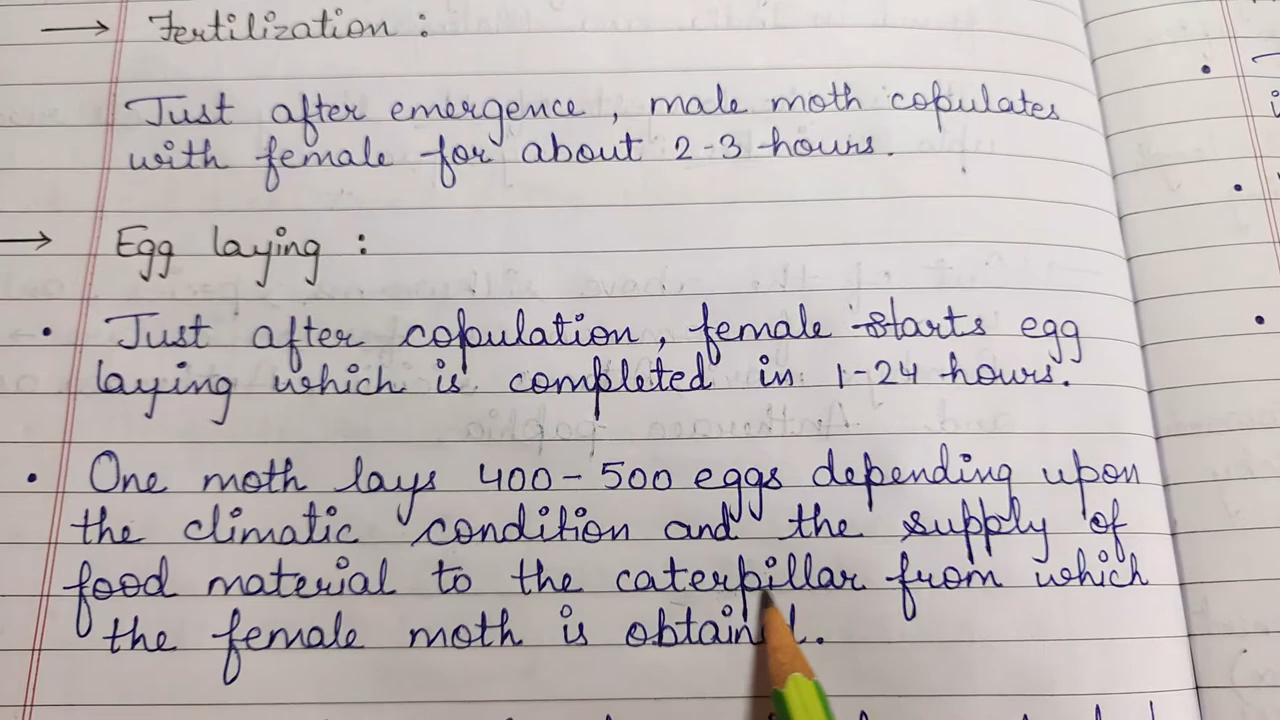 → Fertilization :
Just after emergence, male moth copulates
with female for about 2-3 hours.
→ Egg laying :
• Just after copulation, female starts egg
laying which is completed in 1-24 hours.
• One moth lays 400-500 eggs depending upon
the climatic condition and the supply of
food material to the caterpillar from which
the female moth is obtained.